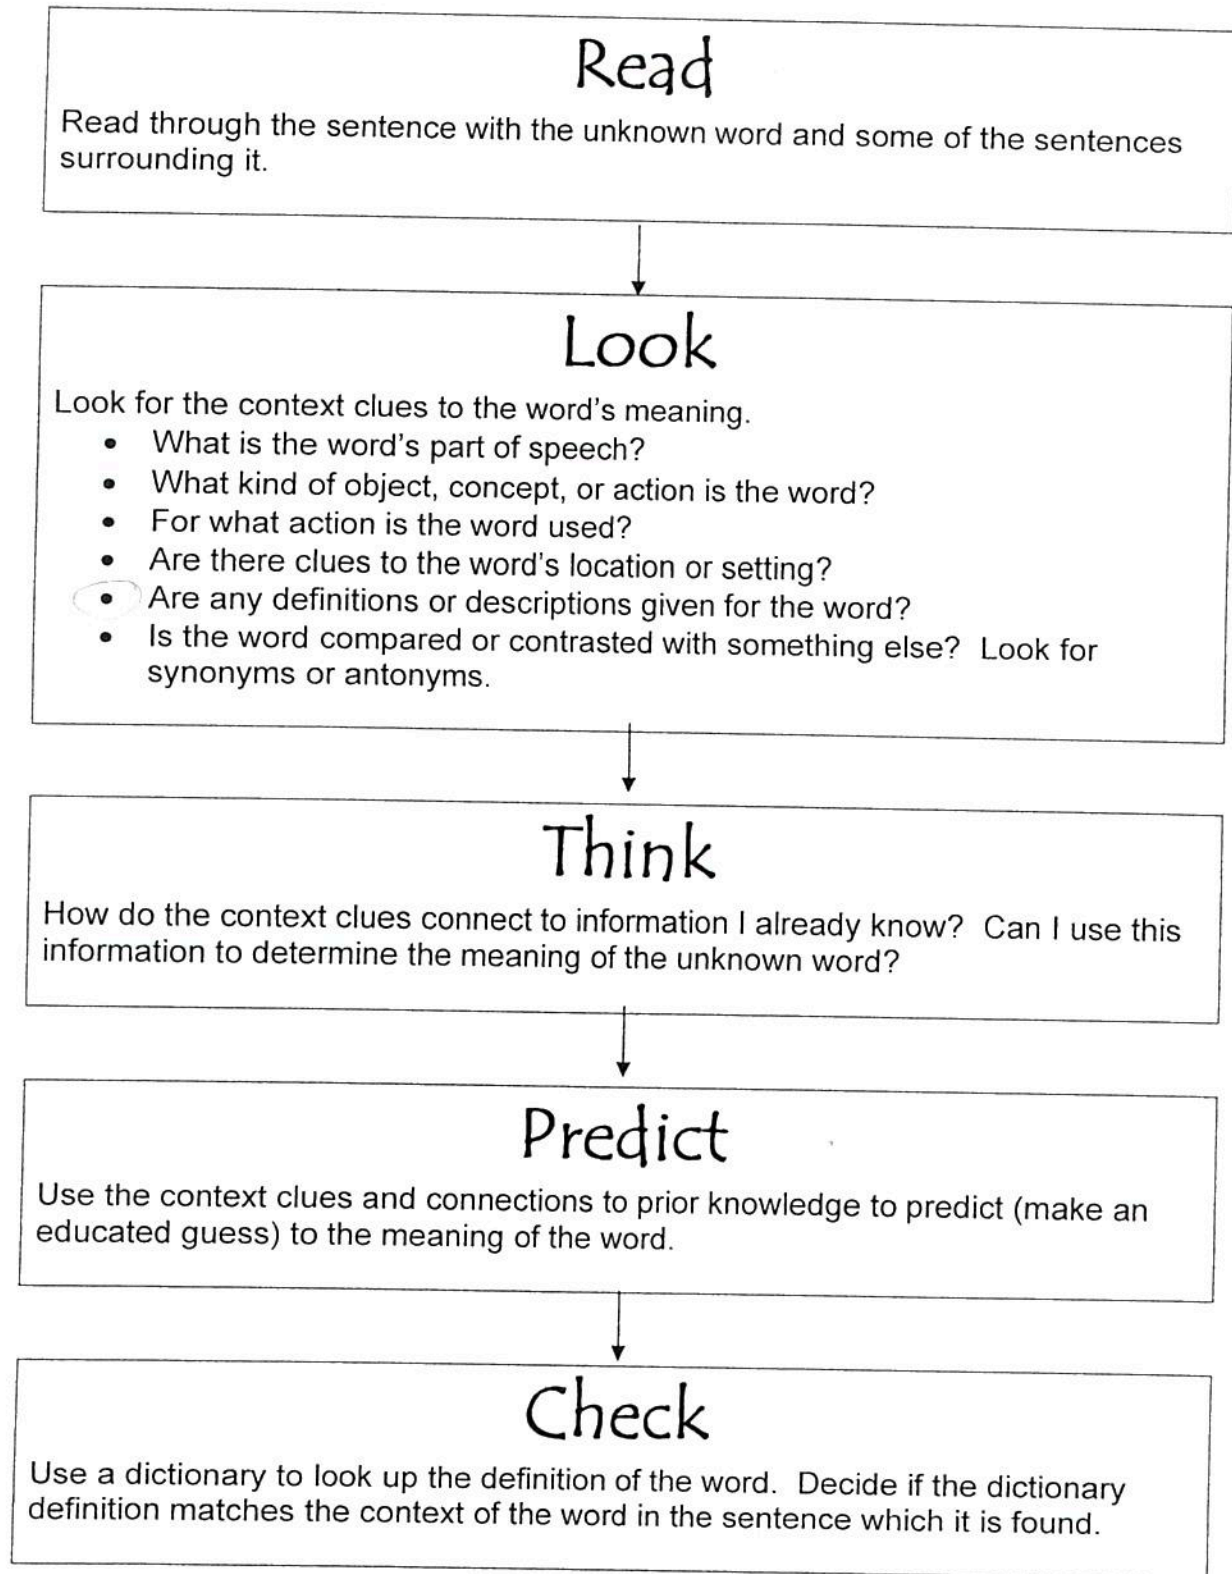 Read
Read through the sentence with the unknown word and some of the sentences
surrounding it.
Look
Look for the context clues to the word's meaning.
• What is the word's part of speech?
• What kind of object, concept, or action is the word?
• For what action is the word used?
• Are there clues to the word's location or setting?
• Are any definitions or descriptions given for the word?
• Is the word compared or contrasted with something else? Look for
synonyms or antonyms.
Think
How do the context clues connect to information I already know? Can I use this
information to determine the meaning of the unknown word?
Predict
Use the context clues and connections to prior knowledge to predict (make an
educated guess) to the meaning of the word.
Check
Use a dictionary to look up the definition of the word. Decide if the dictionary
definition matches the context of the word in the sentence which it is found.